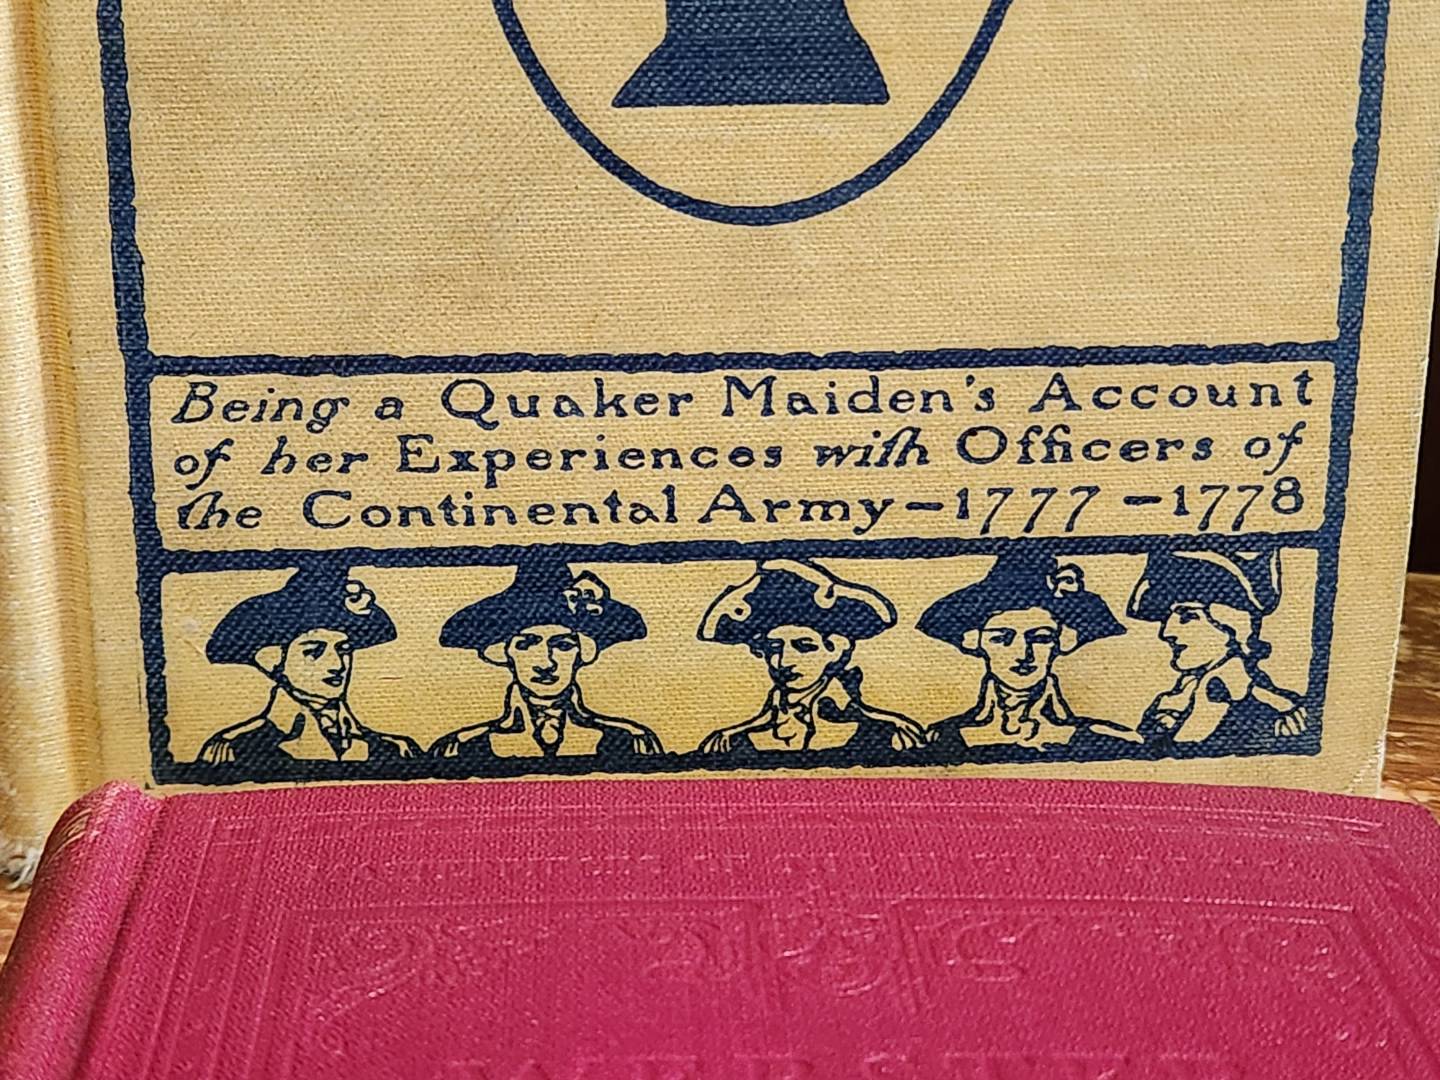 Being a Quaker Maiden's Account
of her Experiences with Officers of
the Continental Army-1777-1778